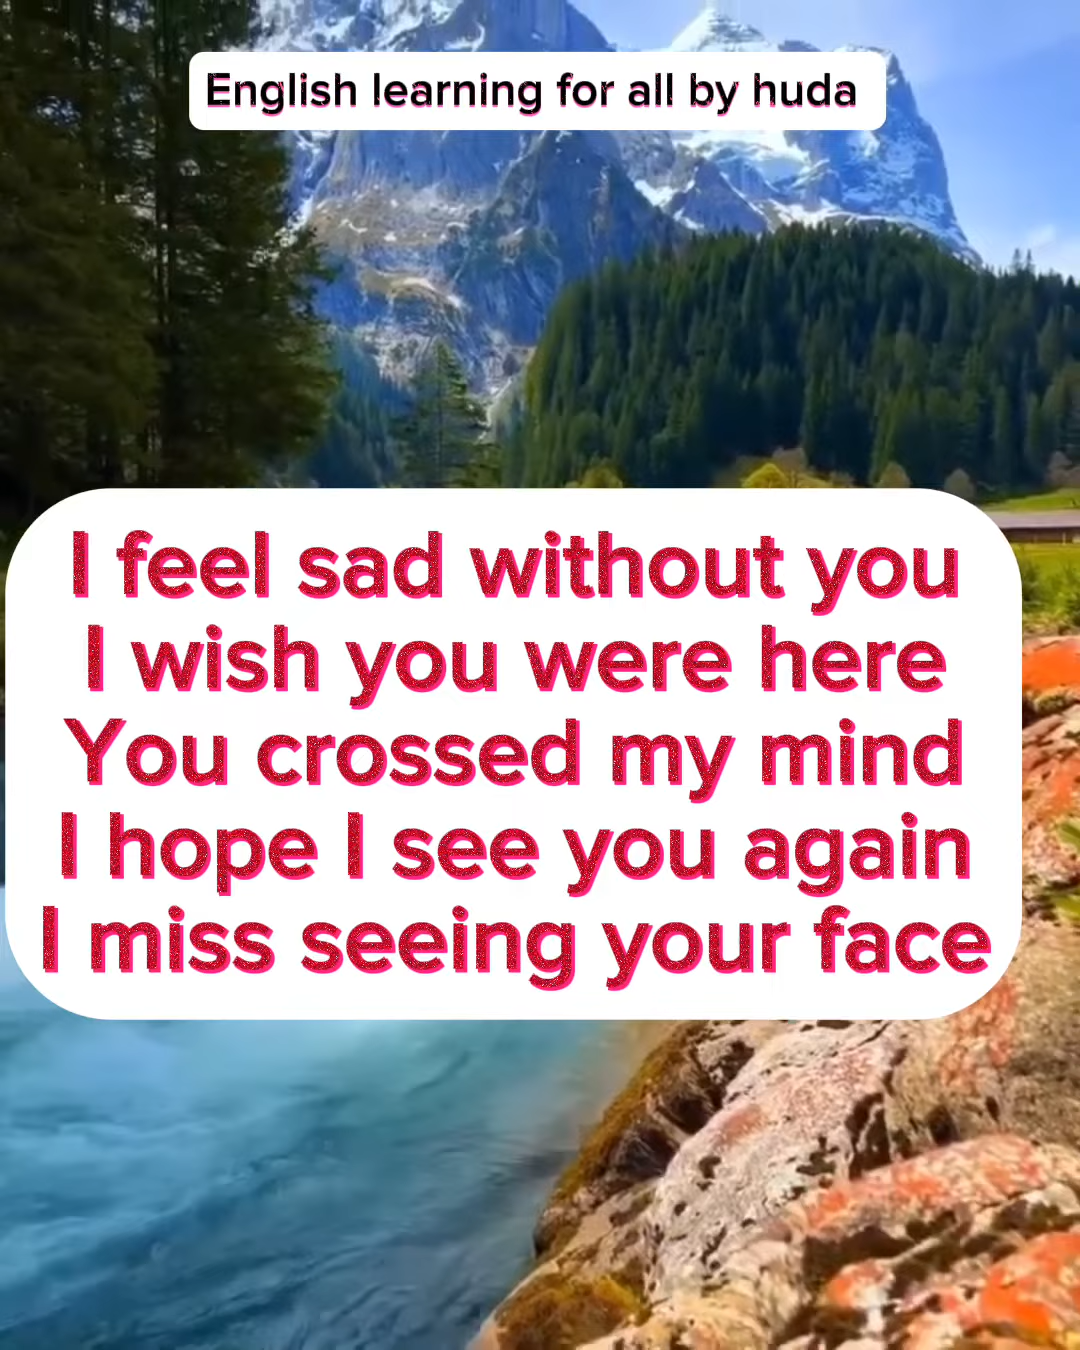 English learning for all by huda
I feel sad without you
I wish you were here
You crossed my mind
I hope I see you again
I miss seeing your face